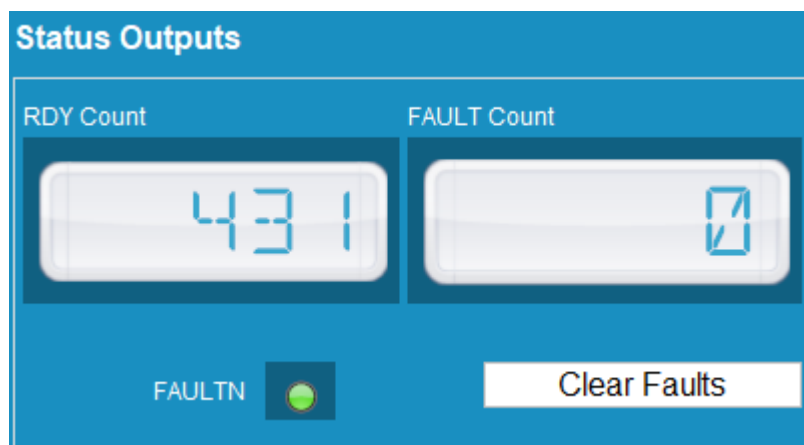 Status Outputs
RDY Count
FAULT Count
431
0
FAULTN
Clear Faults